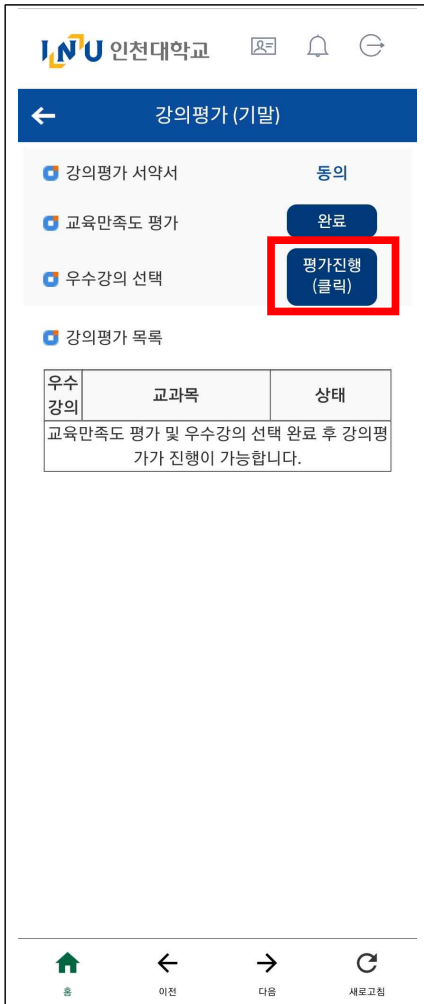 INU 인천대학교
강의평가 (기말)
강의평가 서약서 동의
교육만족도 평가 완료
우수강의 선택 평가진행
(클릭)
강의평가 목록
우수
강의 교과목 상태
교육만족도 평가 및 우수강의 선택 완료 후 강의평
가가 진행이 가능합니다.
홈 이전 다음 새로고침